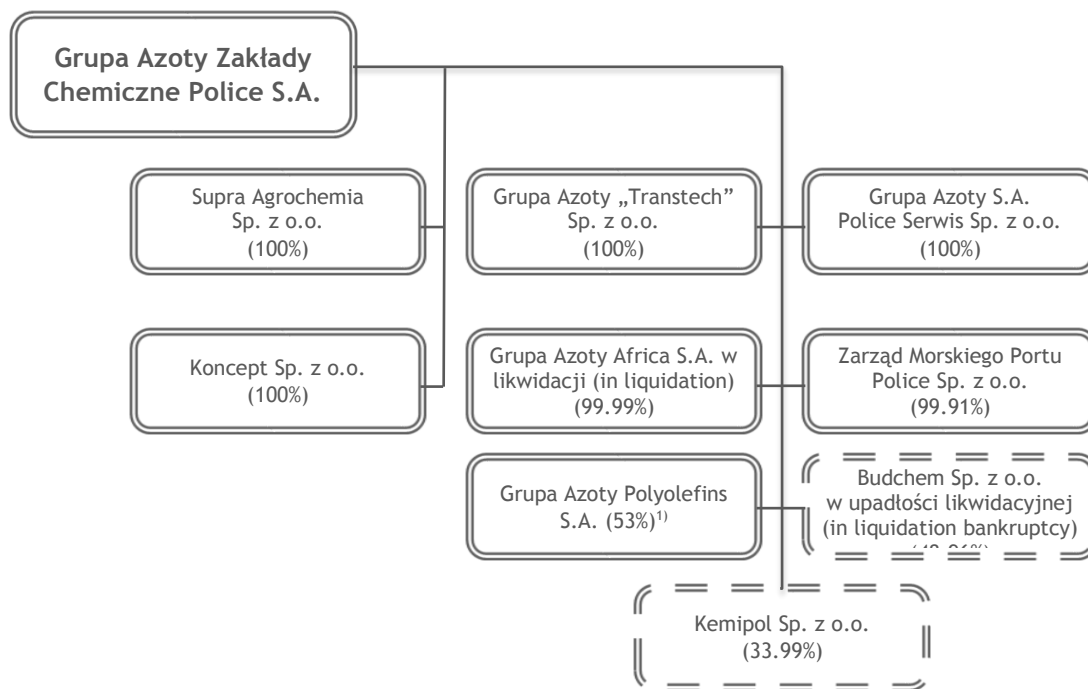 Grupa Azoty Zakłady
Chemiczne Police S.A.
Supra Agrochemia
Sp. z o.o.
(100%)
Grupa Azoty „Transtech”
Sp. z o.o.
(100%)
Grupa Azoty S.A.
Police Serwis Sp. z o.o.
(100%)
Koncept Sp. z o.o.
(100%)
Grupa Azoty Africa S.A. w
likwidacji (in liquidation)
(99.99%)
Zarząd Morskiego Portu
Police Sp. z o.o.
(99.91%)
Grupa Azoty Polyolefins
S.A. (53%)¹⁾
Budchem Sp. z o.o.
w upadłości likwidacyjnej
(in liquidation bankruptcy)
Kemipol Sp. z o.o.
(33.99%)